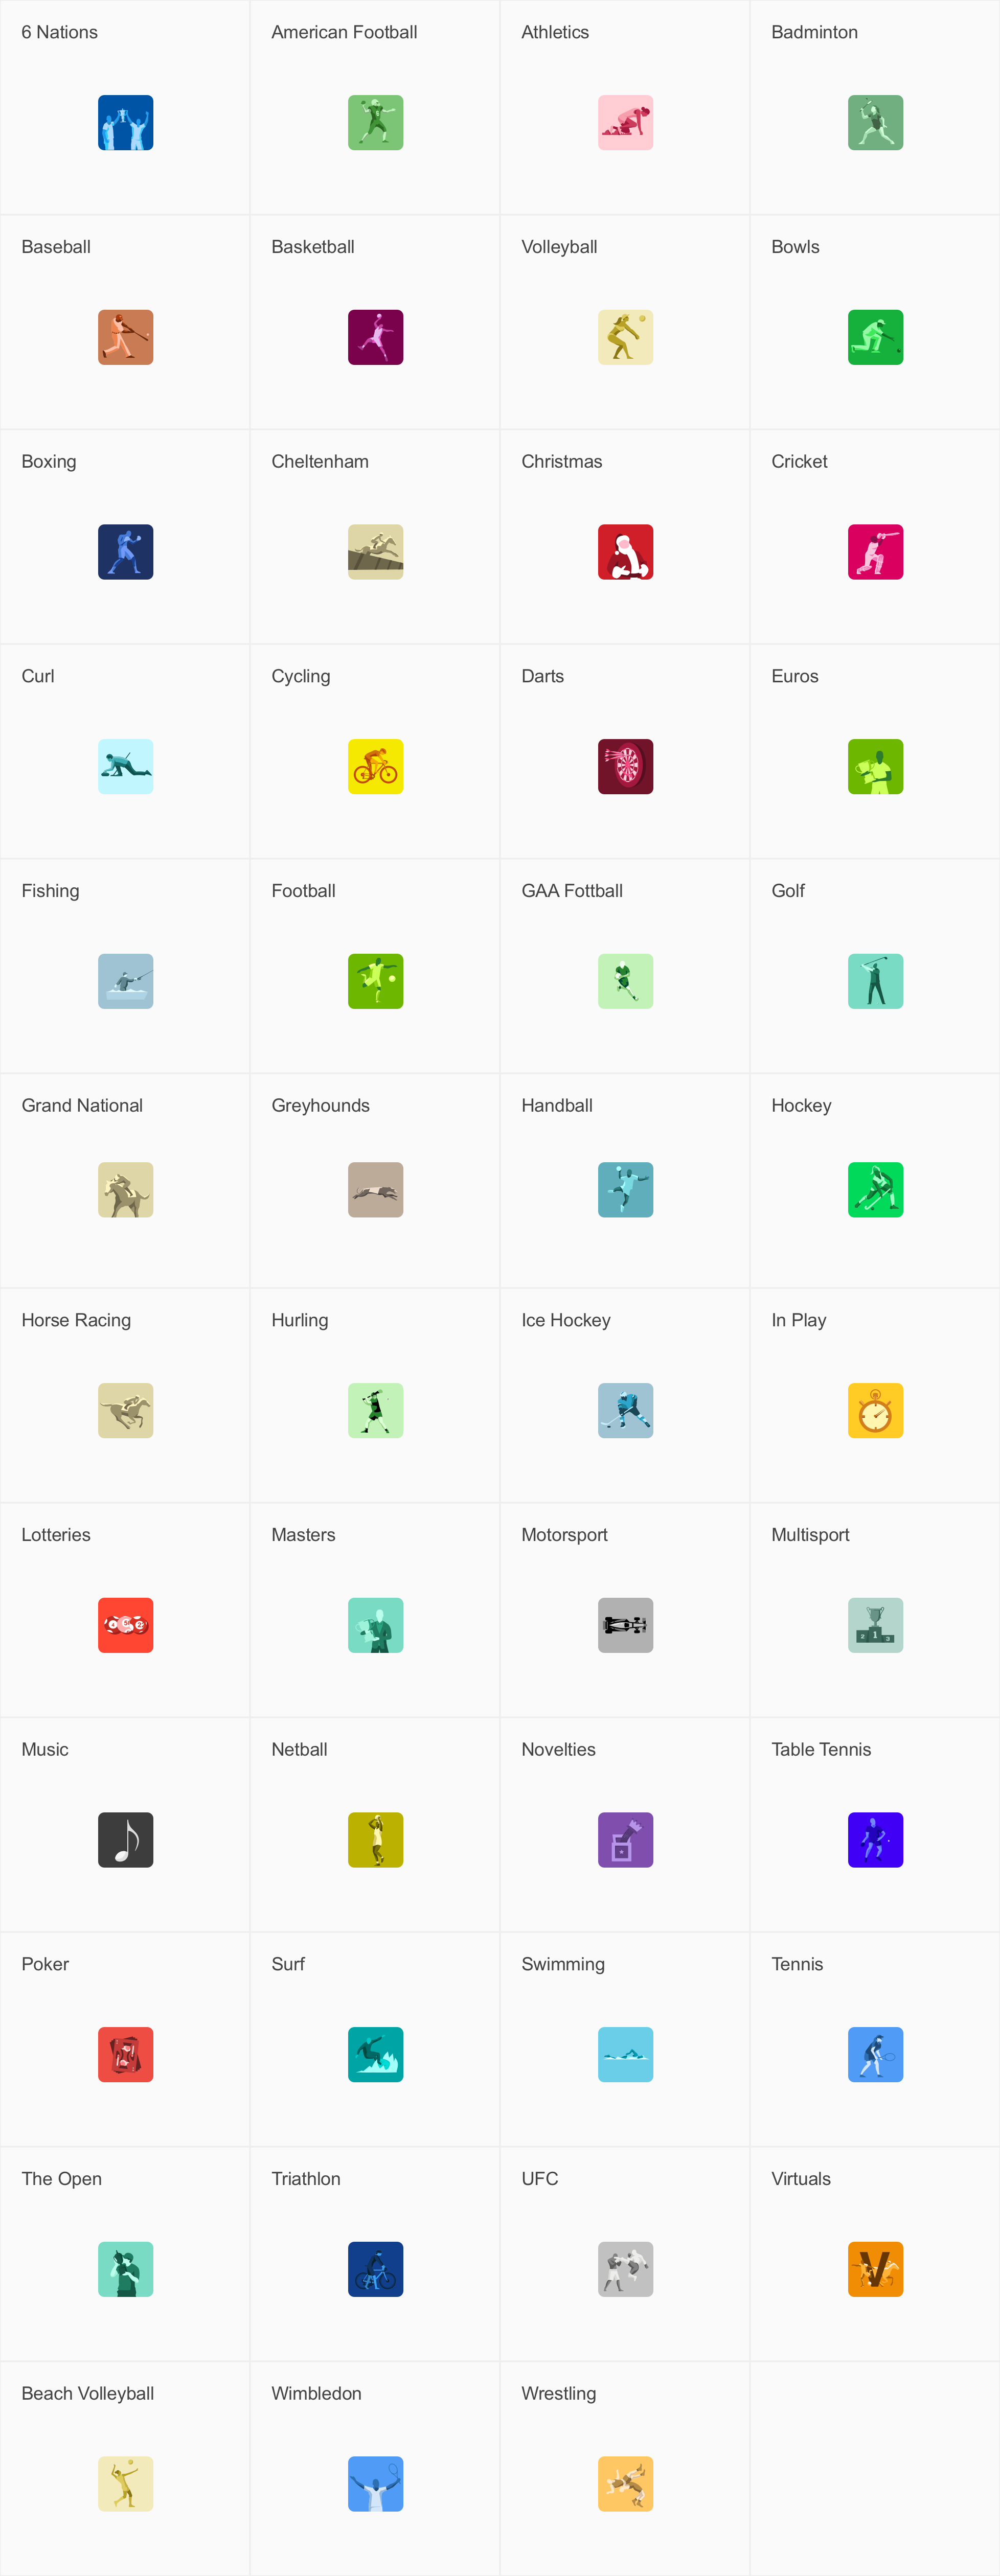 6 Nations
American Football
Athletics
Badminton
Baseball
Basketball
Volleyball
Bowls
Boxing
Cheltenham
Christmas
Cricket
Curl
Cycling
Darts
Euros
Fishing
Football
GAA Fottball
Golf
Grand National
Greyhounds
Handball
Hockey
Horse Racing
Hurling
Ice Hockey
In Play
Lotteries
Masters
Motorsport
Multisport
2 1 3
Music
Netball
Novelties
Table Tennis
Poker
Surf
Swimming
Tennis
The Open
Triathlon
UFC
Virtuals
V
Beach Volleyball
Wimbledon
Wrestling